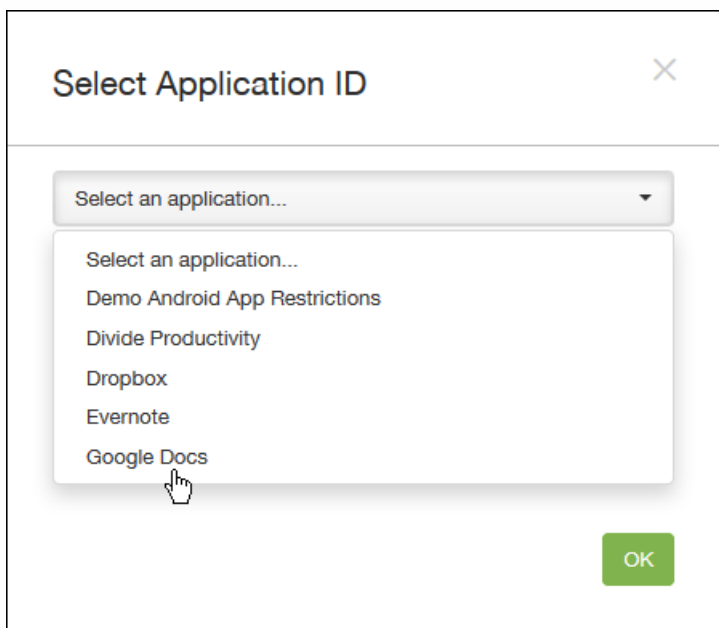 Select Application ID
Select an application...
Select an application...
Demo Android App Restrictions
Divide Productivity
Dropbox
Evernote
Google Docs
OK